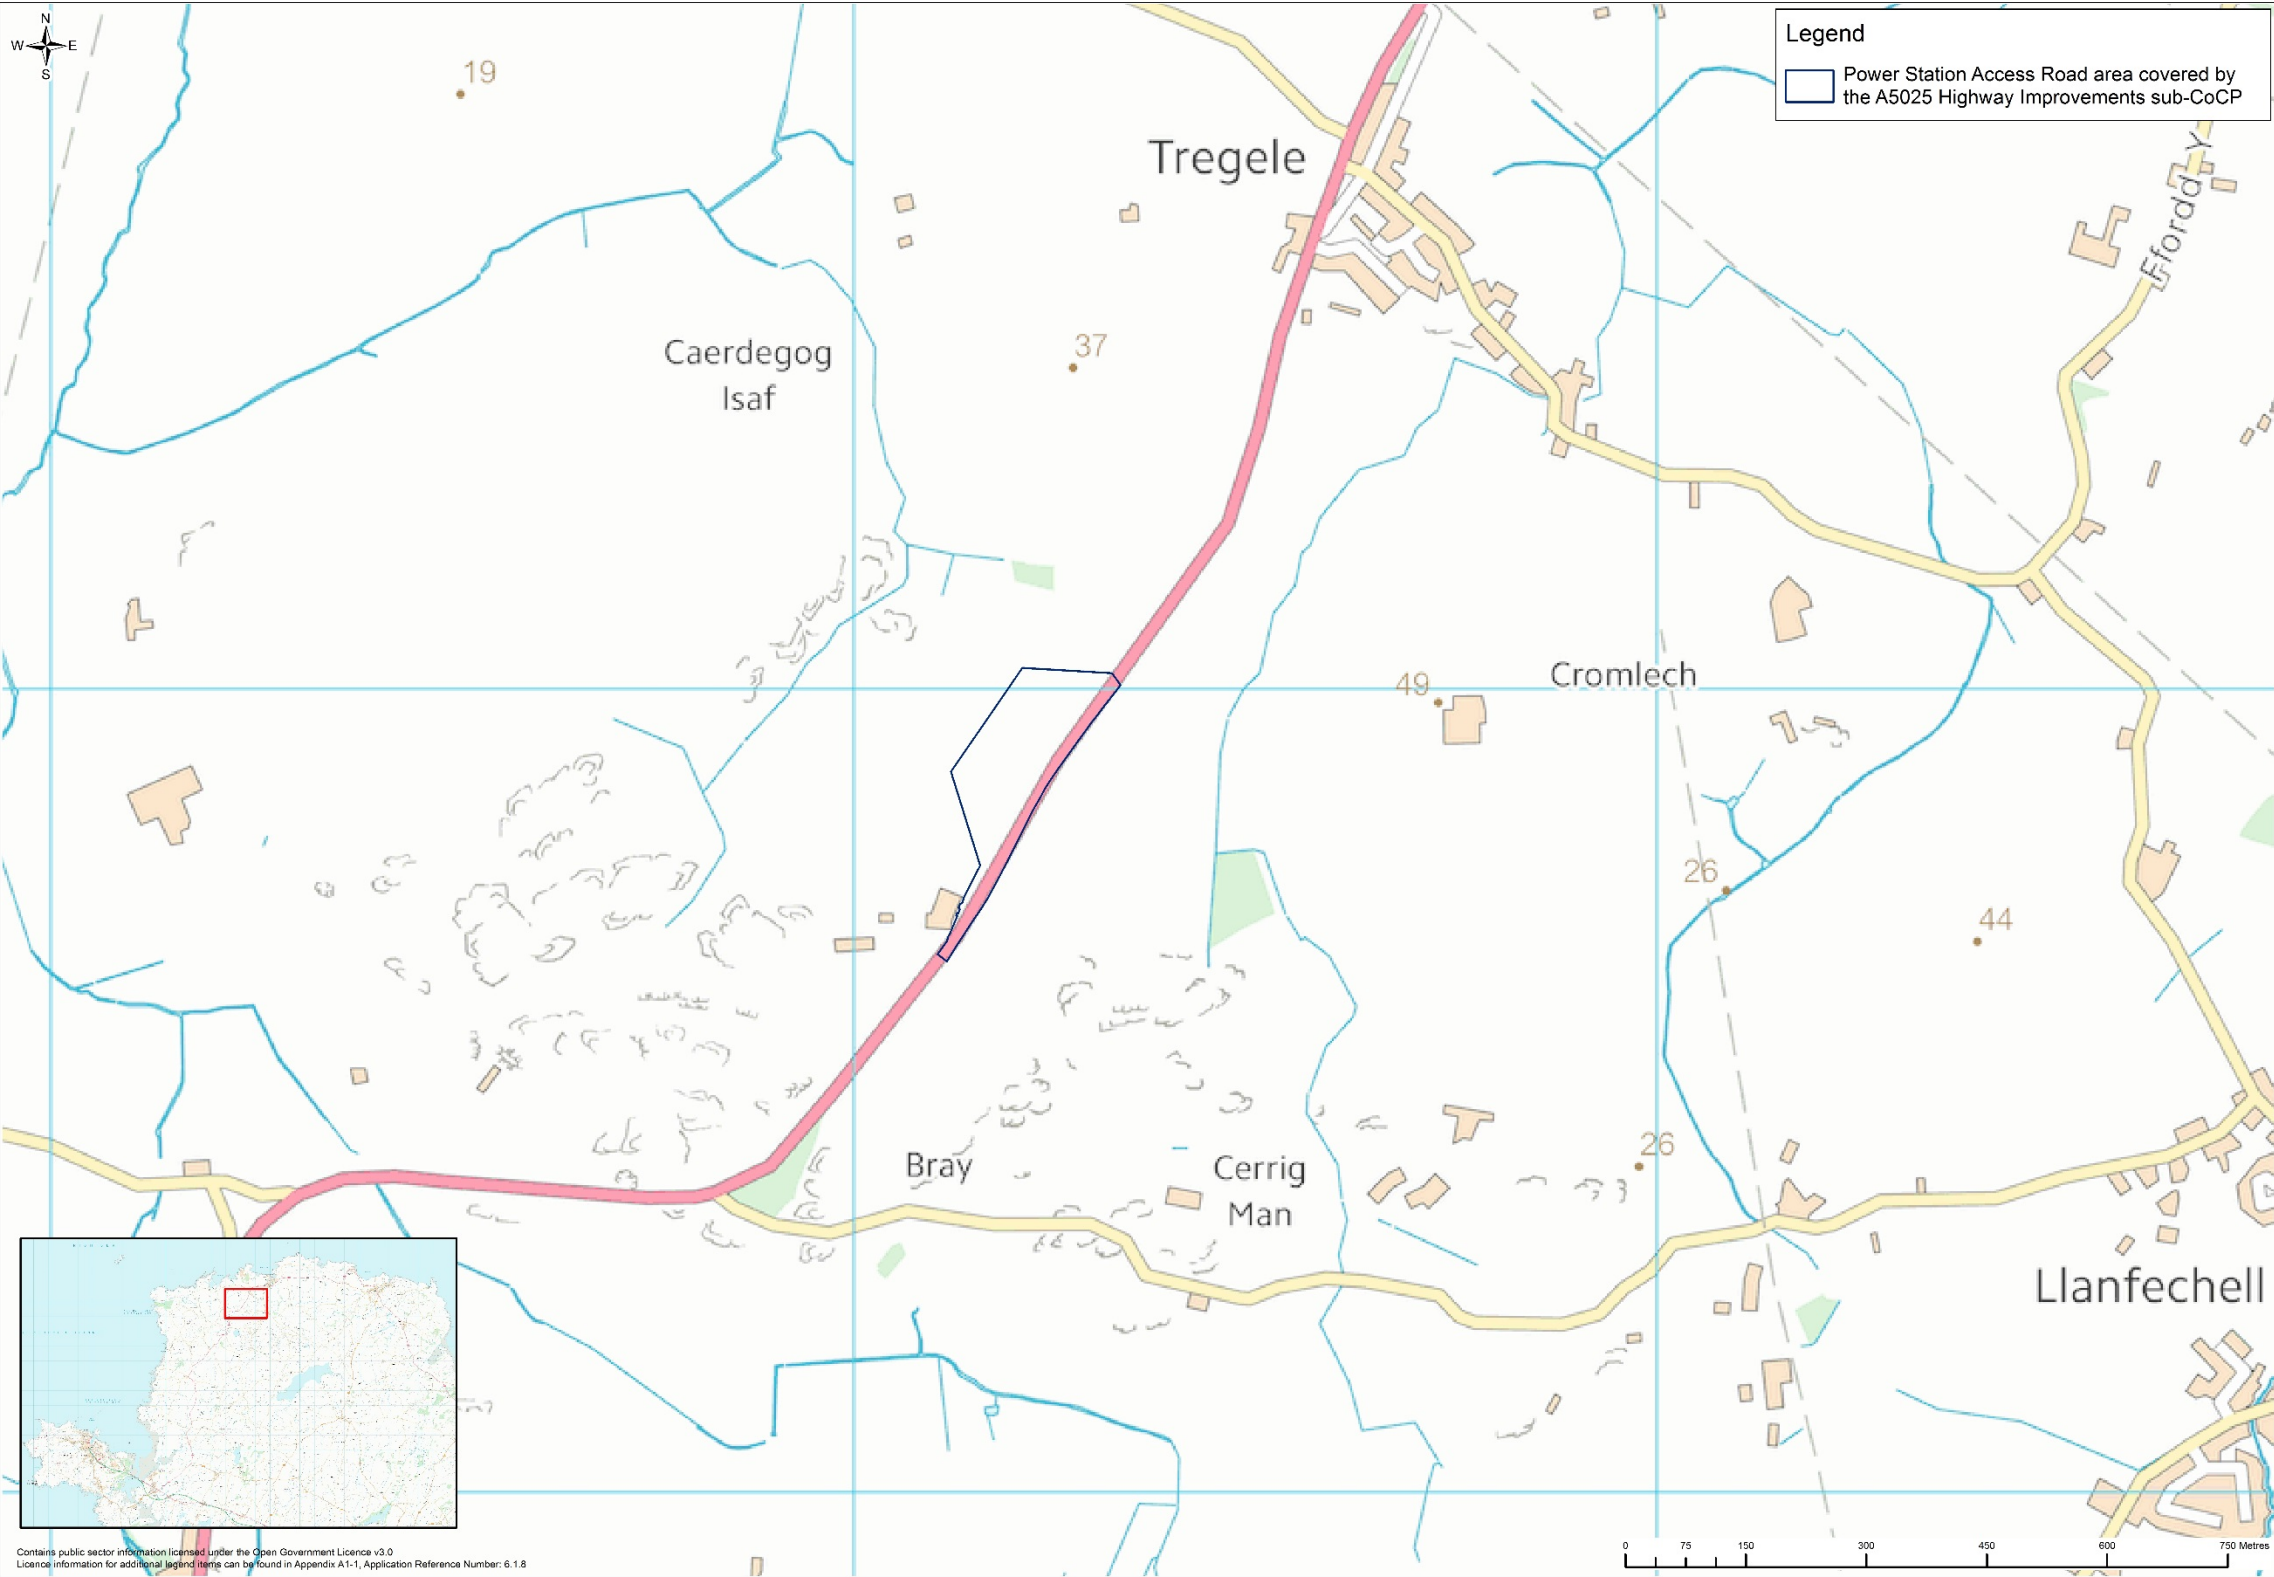 N
W E
S
19
Legend
Power Station Access Road area covered by
the A5025 Highway Improvements sub-CoCP
Tregele
Ffordd Y
Caerdegog
Isaf
37
49
Cromlech
26
44
Bray
Cerrig
Man
26
Llanfechell
0 75 150 300 450 600 750 Metres
Contains public sector information licensed under the Open Government Licence v3.0
Licence information for additional legend items can be found in Appendix A1-1, Application Reference Number: 6.1.8